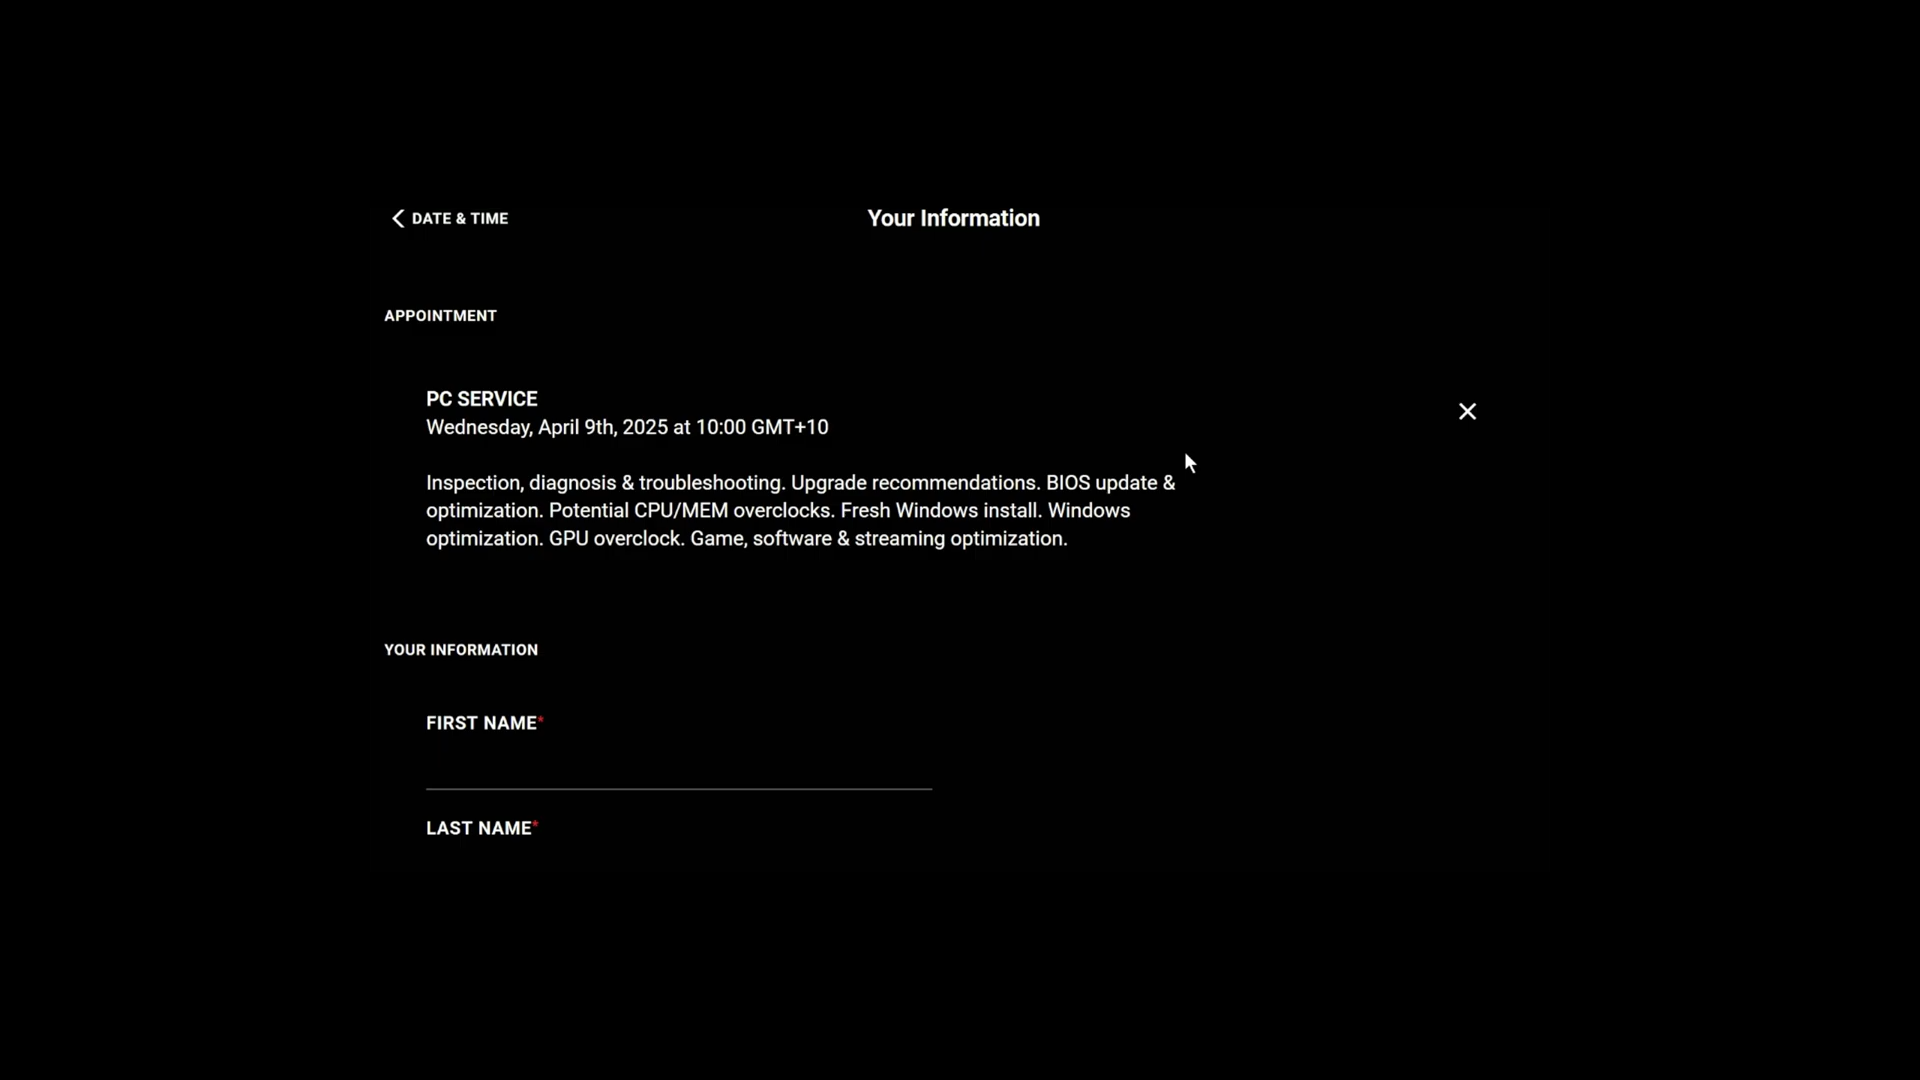 DATE & TIME
Your Information
APPOINTMENT
PC SERVICE
Wednesday, April 9th, 2025 at 10:00 GMT+10
Inspection, diagnosis & troubleshooting. Upgrade recommendations. BIOS update &
optimization. Potential CPU/MEM overclocks. Fresh Windows install. Windows
optimization. GPU overclock. Game, software & streaming optimization.
YOUR INFORMATION
FIRST NAME*
LAST NAME*